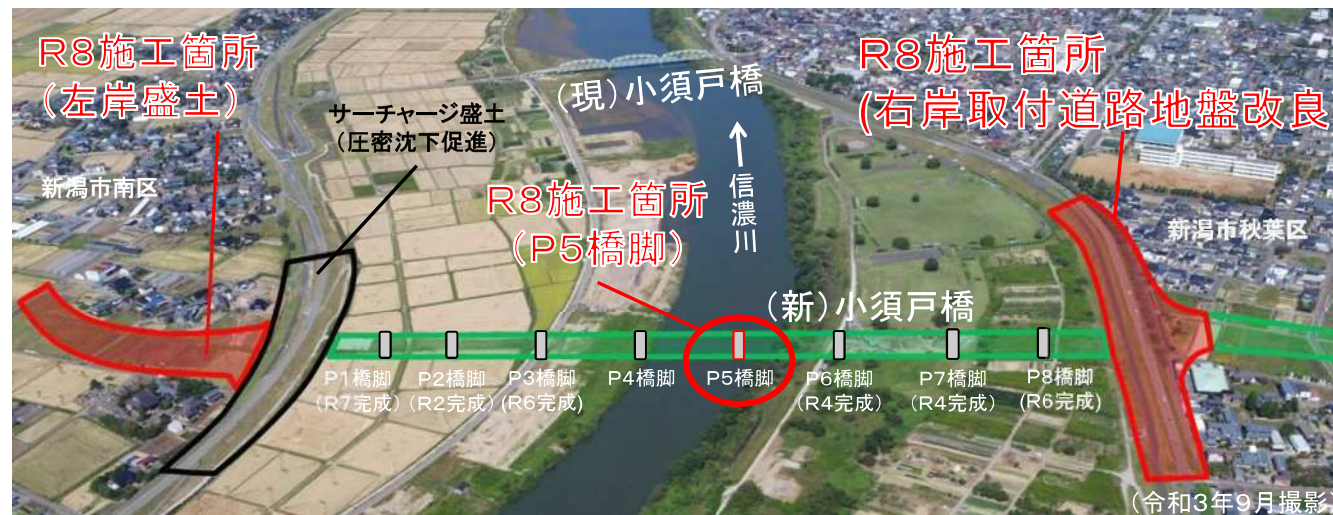 R8施工箇所
（左岸盛土）
サーチャージ盛土
（圧密沈下促進）
新潟市南区
（現）小須戸橋
信濃川
R8施工箇所
（P5橋脚）
R8施工箇所
(右岸取付道路地盤改良
新潟市秋葉区
（新）小須戸橋
P1橋脚
（R7完成）
P2橋脚
（R2完成）
P3橋脚
（R6完成）
P4橋脚
P5橋脚
P6橋脚
（R4完成）
P7橋脚
（R4完成）
P8橋脚
（R6完成）
（令和3年9月撮影）